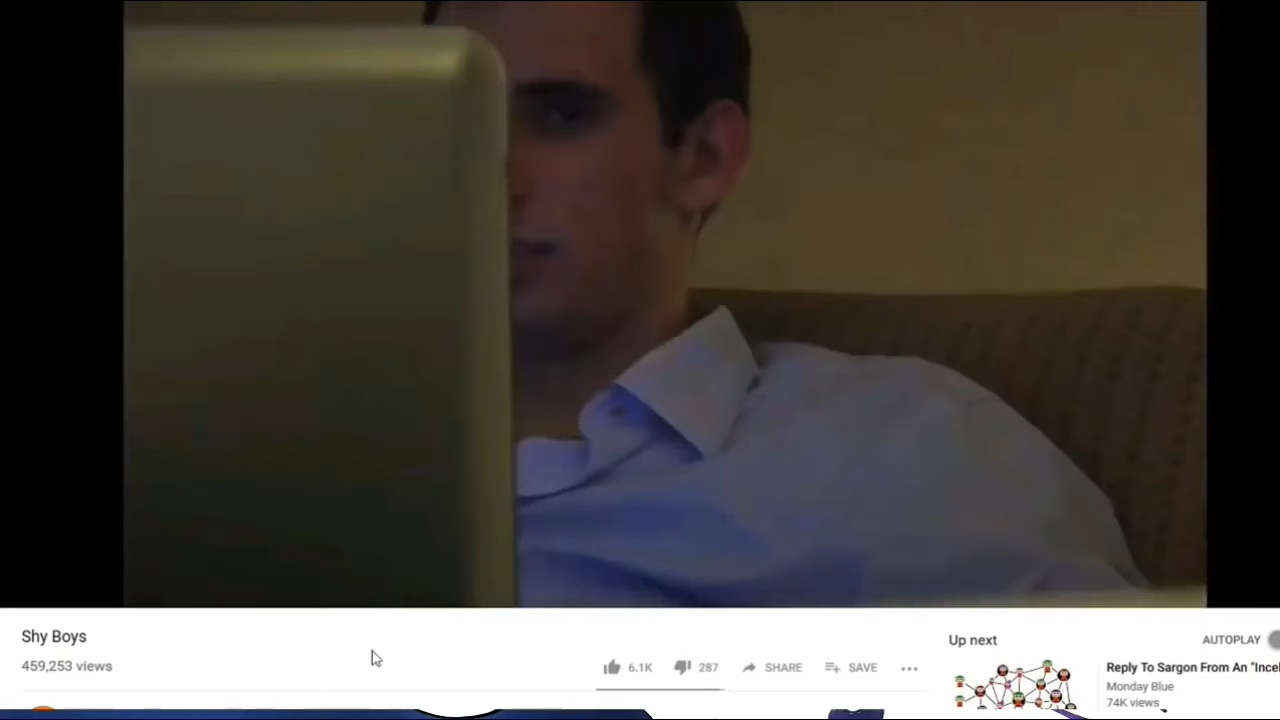 Shy Boys
459,253 views
6.1K 287 SHARE SAVE
Up next AUTOPLAY
Reply To Sargon From An "Incel
Monday Blue
74K views